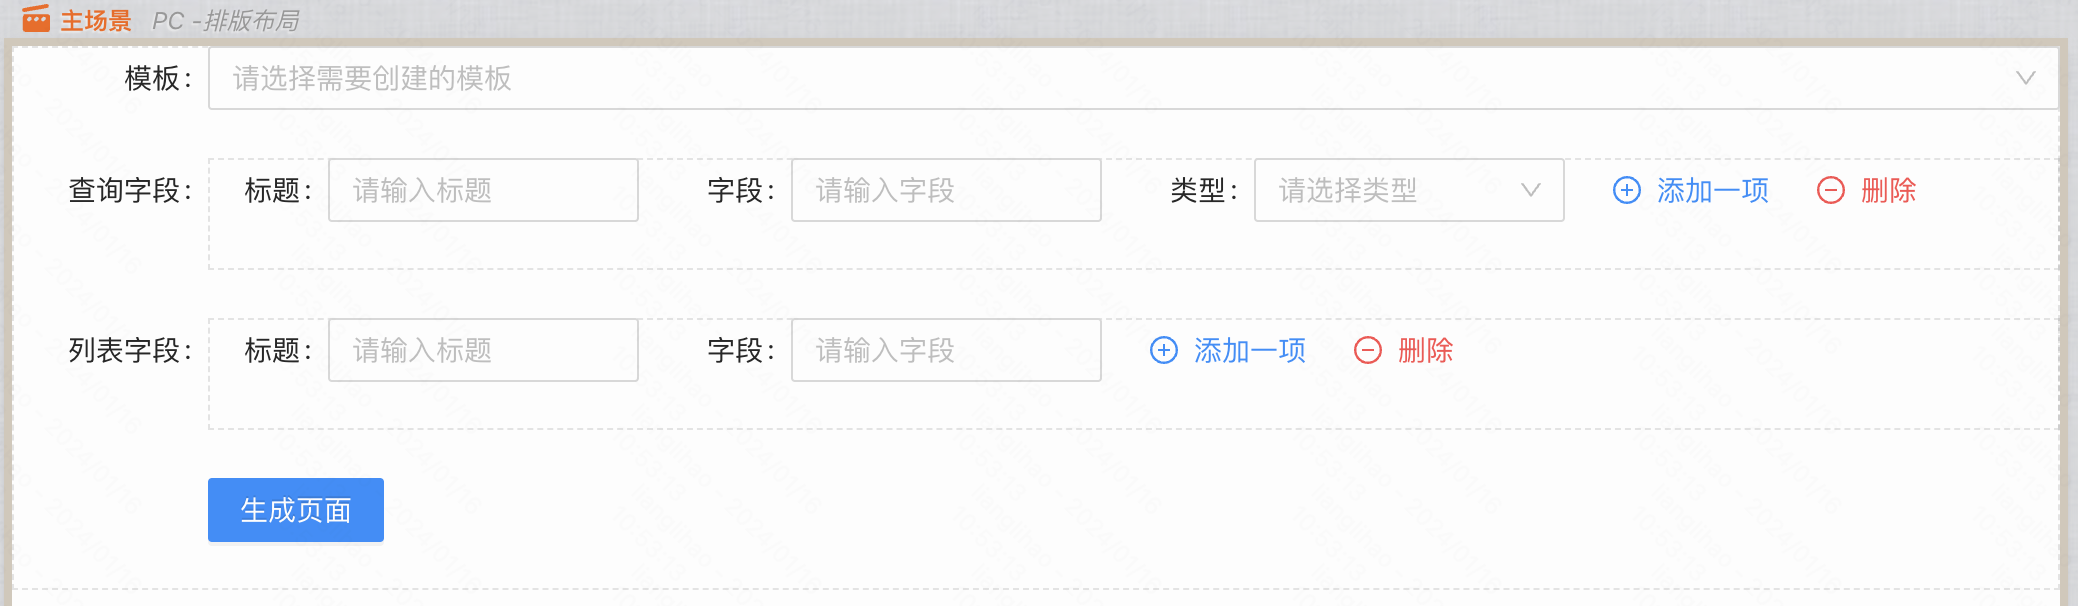 主场景 PC -排版布局
模板: 请选择需要创建的模板
查询字段: 标题: 请输入标题 字段: 请输入字段 类型: 请选择类型 添加一项 删除
列表字段: 标题: 请输入标题 字段: 请输入字段 添加一项 删除
生成页面